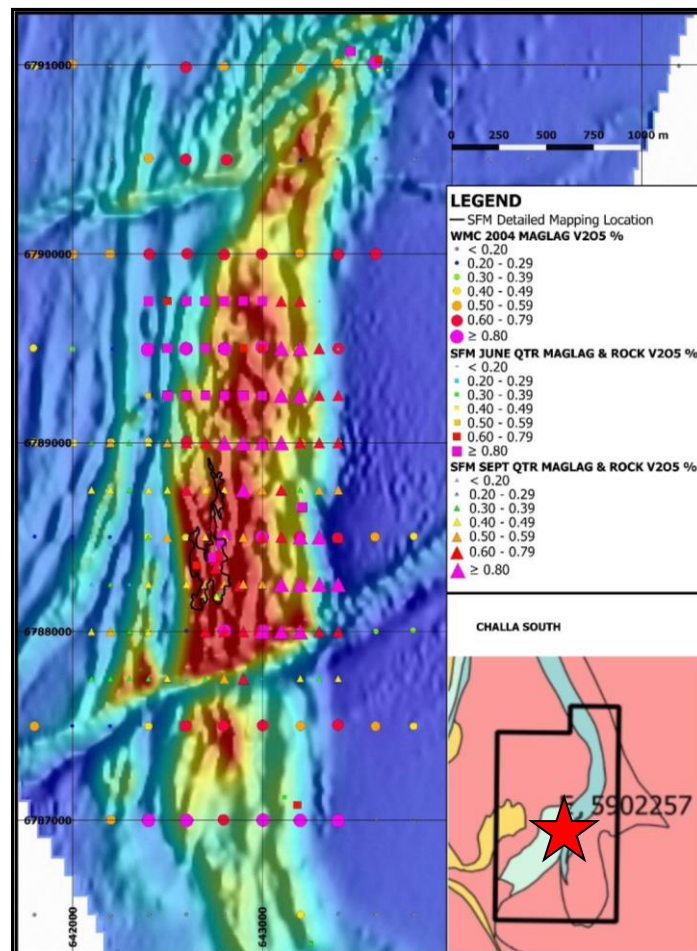 6791000
0 250 500 750 1000 m
LEGEND
SFM Detailed Mapping Location
WMC 2004 MAGLAG V2O5 %
< 0.20
0.20 - 0.29
0.30 - 0.39
0.40 - 0.49
0.50 - 0.59
0.60 - 0.79
≥ 0.80
SFM JUNE QTR MAGLAG & ROCK V2O5 %
< 0.20
0.20 - 0.29
0.30 - 0.39
0.40 - 0.49
0.50 - 0.59
0.60 - 0.79
≥ 0.80
SFM SEPT QTR MAGLAG & ROCK V2O5 %
< 0.20
0.20 - 0.29
0.30 - 0.39
0.40 - 0.49
0.50 - 0.59
0.60 - 0.79
≥ 0.80
6790000
6789000
6788000
6787000
642000
643000
CHALLA SOUTH
5902257